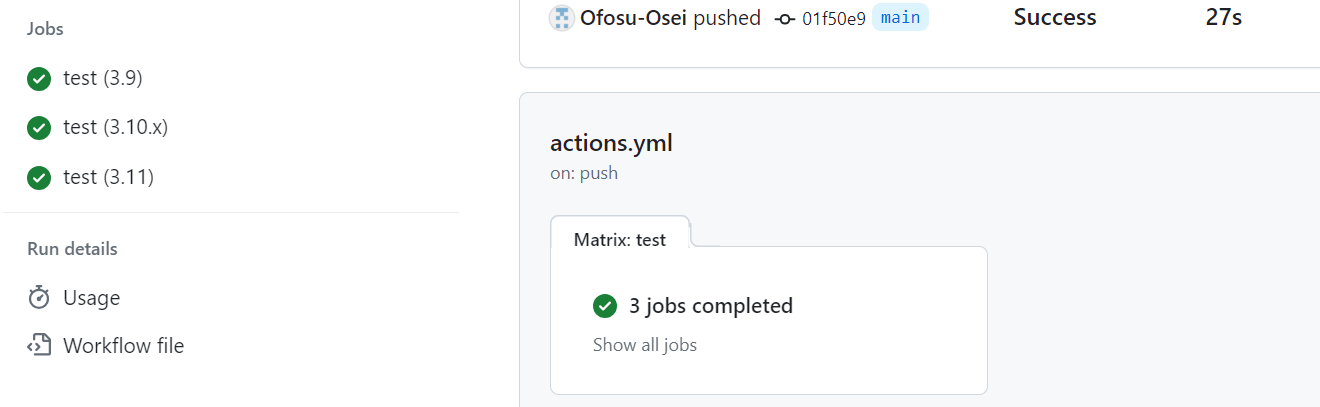 Jobs
test (3.9)
test (3.10.x)
test (3.11)
Run details
Usage
Workflow file
Ofosu-Osei pushed 01f50e9 main Success 27s
actions.yml
on: push
Matrix: test
3 jobs completed
Show all jobs